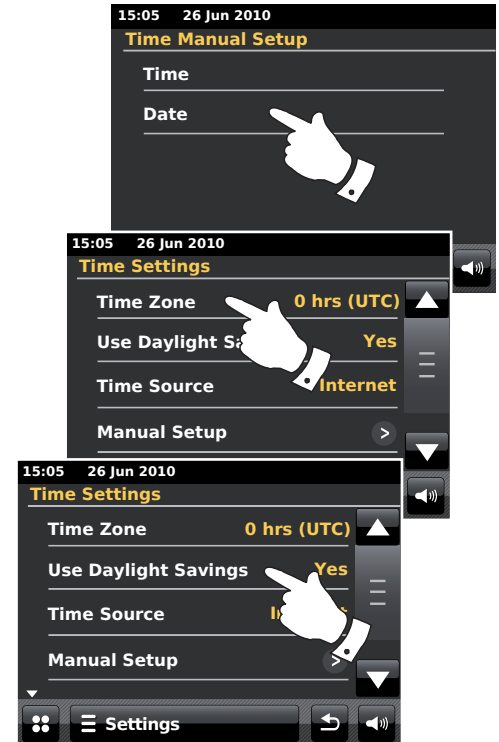 15:05 26 Jun 2010
Time Manual Setup
Time
Date
15:05 26 Jun 2010
Time Settings
Time Zone 0 hrs (UTC)
Use Daylight Yes
Time Source Internet
Manual Setup >
15:05 26 Jun 2010
Time Settings
Time Zone 0 hrs (UTC)
Use Daylight Savings Yes
Time Source
Manual Setup >
Settings